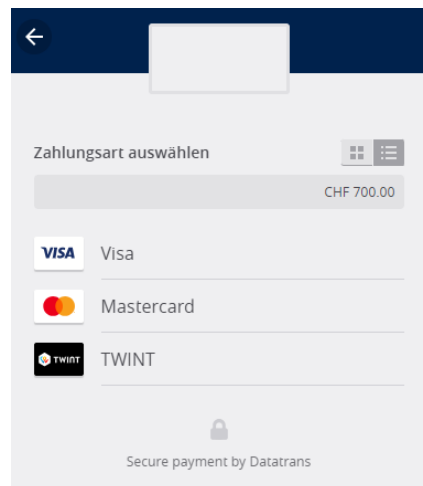 Zahlungsart auswählen
CHF 700.00
VISA Visa
Mastercard
TWINT TWINT
Secure payment by Datatrans